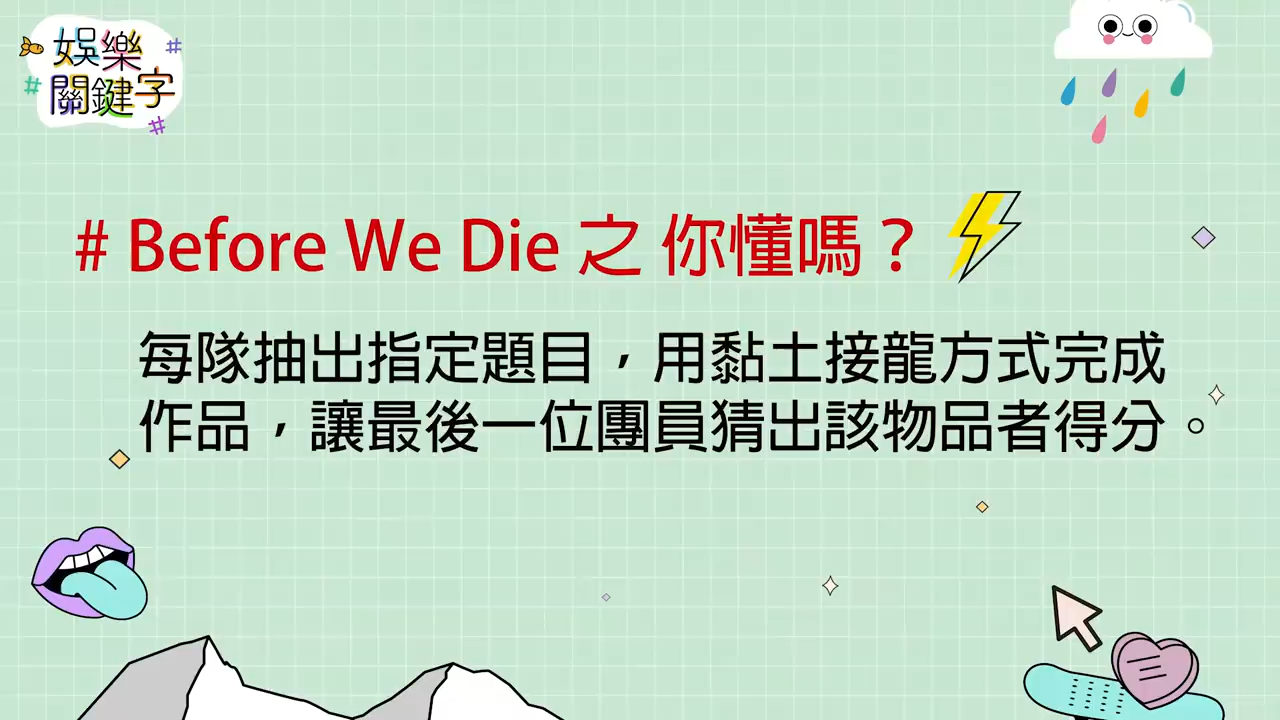 娛樂
關鍵字
# Before We Die 之 你懂嗎？
每隊抽出指定題目，用黏土接龍方式完成
作品，讓最後一位團員猜出該物品者得分。